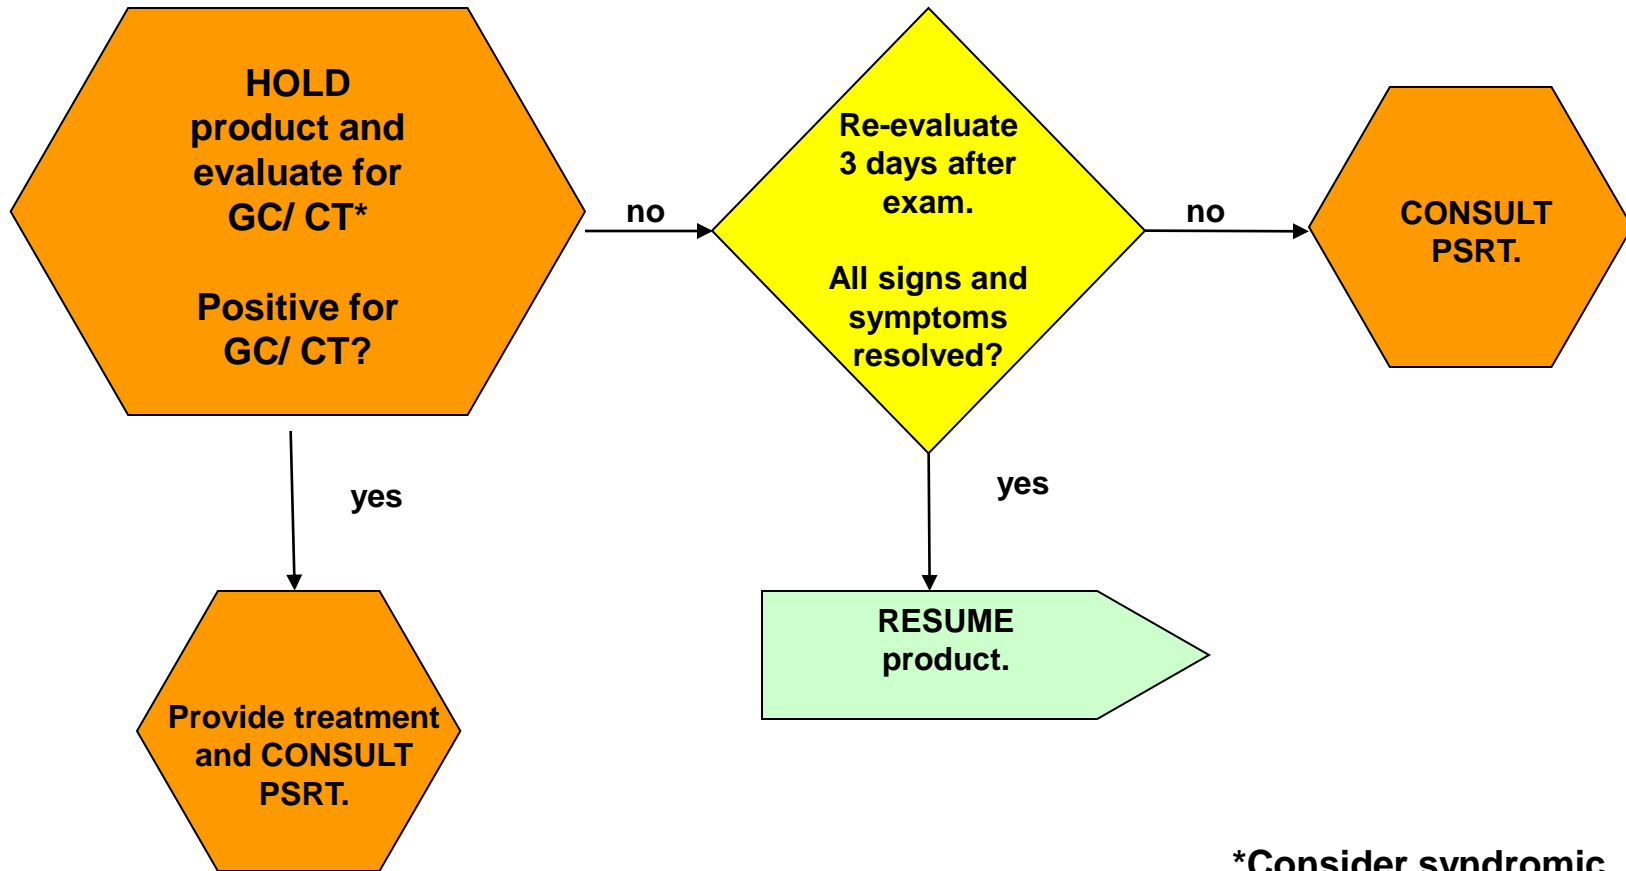 HOLD
product and
evaluate for
GC/ CT*
Positive for
GC/ CT?
no
Re-evaluate
3 days after
exam.
All signs and
symptoms
resolved?
no
CONSULT
PSRT.
yes
yes
Provide treatment
and CONSULT
PSRT.
RESUME
product.
*Consider syndromic